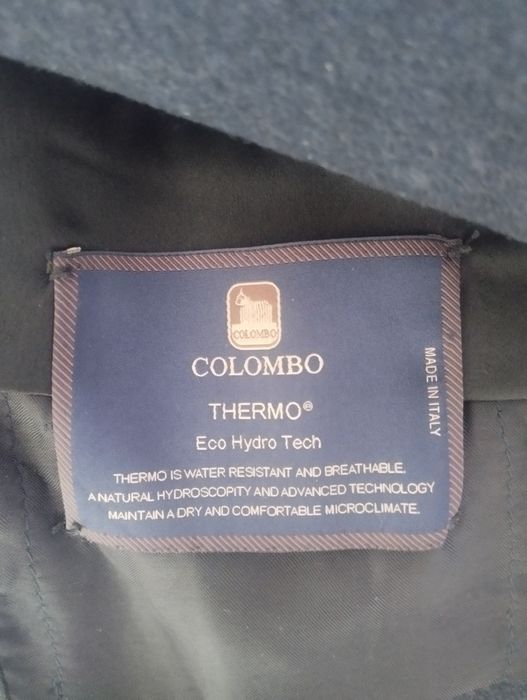 COLOMBO
COLOMBO
THERMO®
Eco Hydro Tech
THERMO IS WATER RESISTANT AND BREATHABLE.
A NATURAL HYDROSCOPITY AND ADVANCED TECHNOLOGY
MAINTAIN A DRY AND COMFORTABLE MICROCLIMATE.
MADE IN ITALY